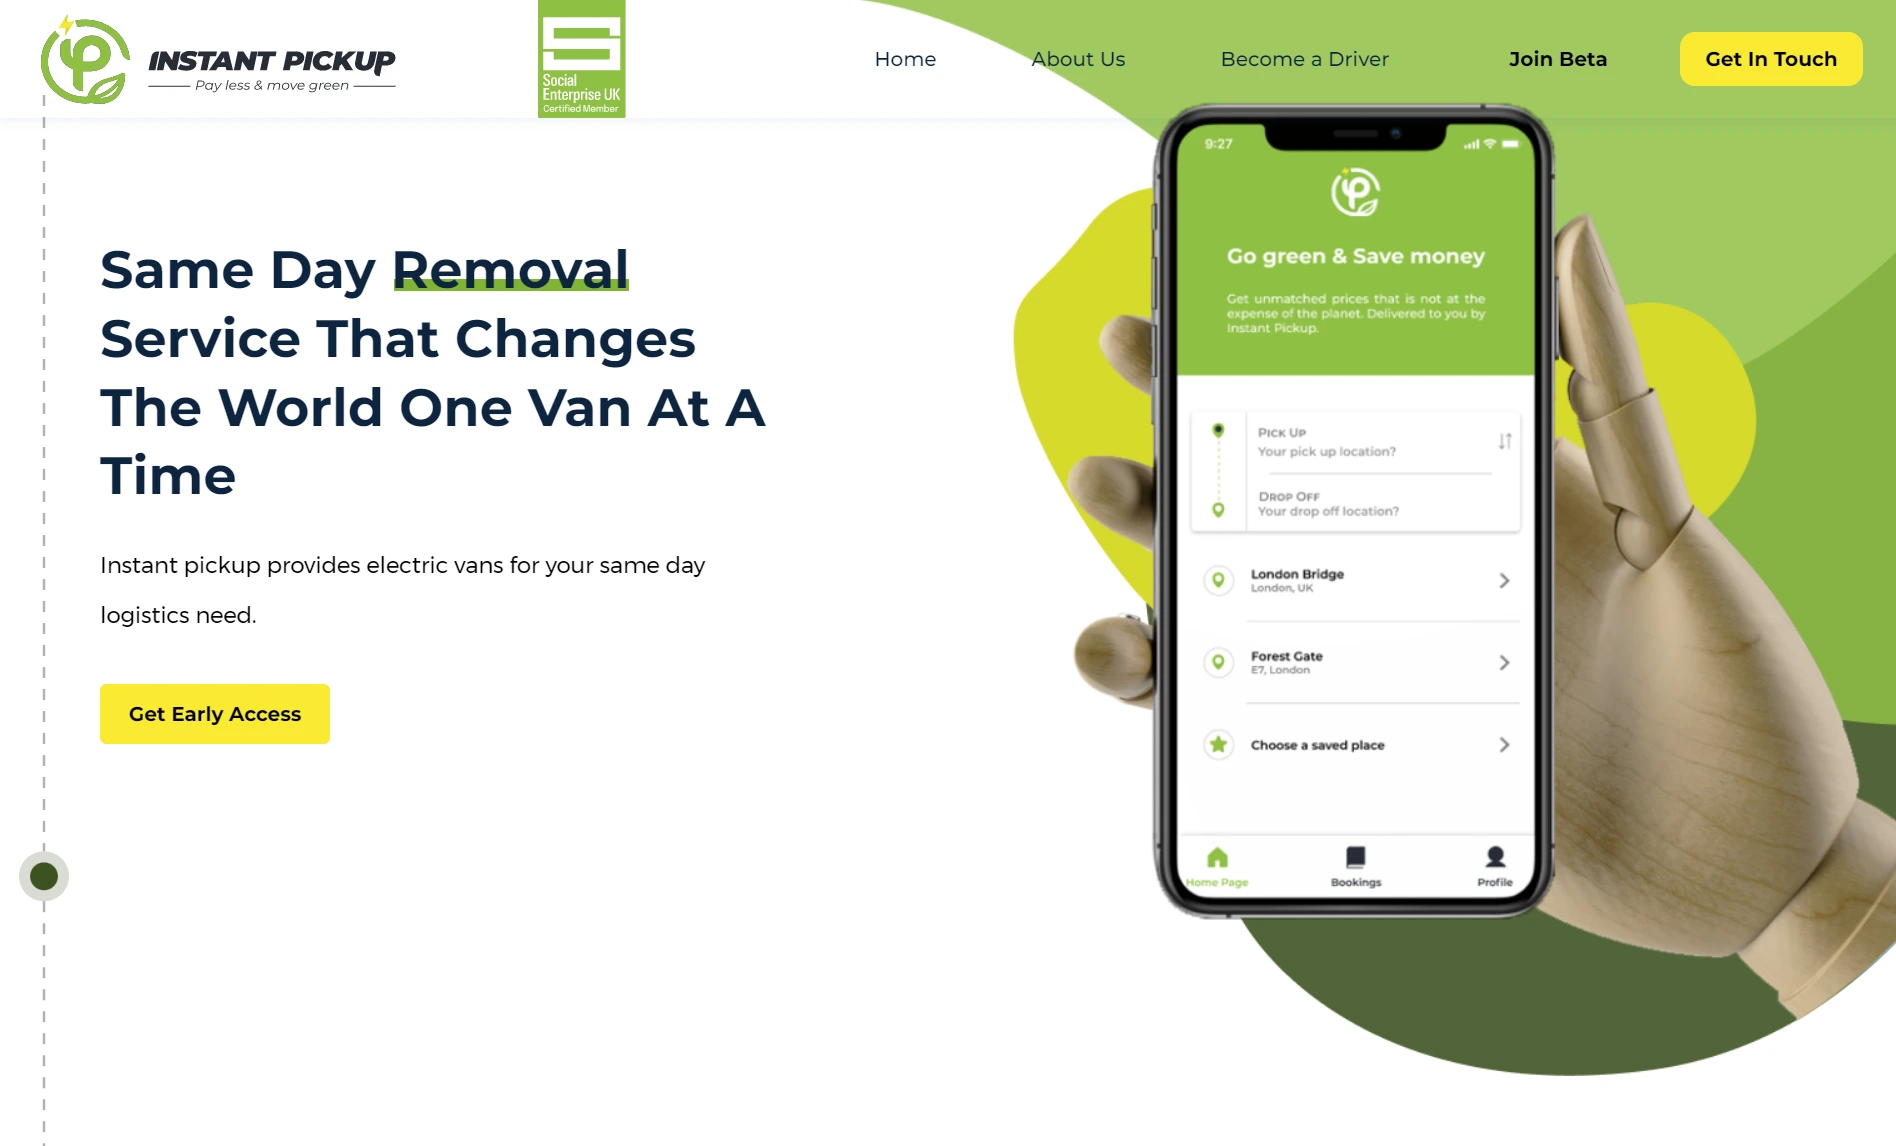 INSTANT PICKUP
Pay less & move green
Social
Enterprise UK
Certified Member
Home
About Us
Become a Driver
Join Beta
Get In Touch
Same Day Removal
Service That Changes
The World One Van At A
Time
Instant pickup provides electric vans for your same day
logistics need.
Get Early Access
9:27
Go green & Save money
Get unmatched prices that is not at the
expense of the planet. Delivered to you by
Instant Pickup.
PICK UP
Your pick up location?
DROP OFF
Your drop off location?
London Bridge
London, UK
Forest Gate
E7, London
Choose a saved place
Home Page
Bookings
Profile